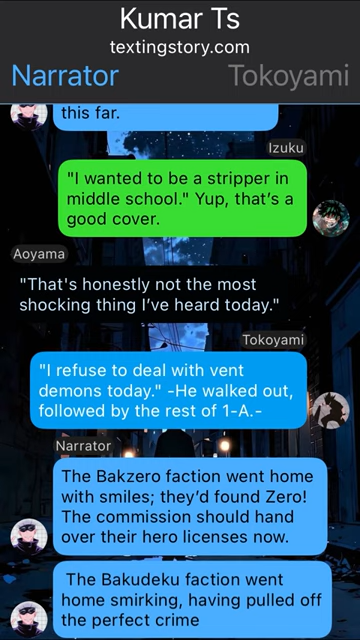 Kumar Ts
textingstory.com
Narrator Tokoyami
this far.
Izuku
"I wanted to be a stripper in
middle school." Yup, that’s a
good cover.
Aoyama
"That's honestly not the most
shocking thing I’ve heard today."
Tokoyami
"I refuse to deal with vent
demons today." -He walked out,
followed by the rest of 1-A.-
Narrator
The Bakzero faction went home
with smiles; they’d found Zero!
The commission should hand
over their hero licenses now.
The Bakudeku faction went
home smirking, having pulled off
the perfect crime